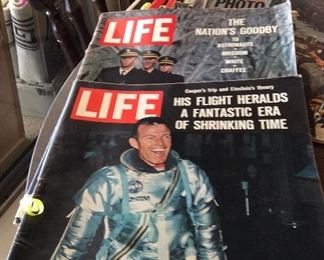 PHOTO
LIFE
THE
NATION'S GOODBY
TO
ASTRONAUTS
GRISSOM
WHITE
CHAFFEE
LIFE
Cooper's trip and Einstein's theory
HIS FLIGHT HERALDS
A FANTASTIC ERA
OF SHRINKING TIME